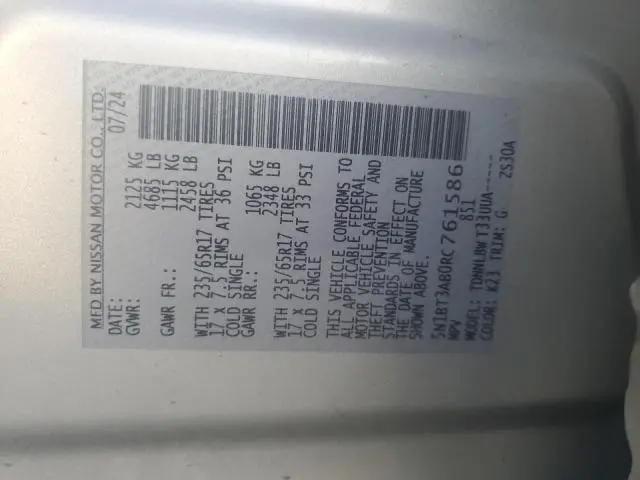 MFD BY NISSAN MOTOR CO., LTD.
DATE: 07/24
GVWR: 2125 KG
4685 LB
GAWR FR.: 1115 KG
2458 LB
WITH 235/65R17 TIRES
17 x 7.5 RIMS AT 36 PSI
COLD SINGLE
GAWR RR.: 1065 KG
2348 LB
WITH 235/65R17 TIRES
17 x 7.5 RIMS AT 33 PSI
COLD SINGLE
THIS VEHICLE CONFORMS TO
ALL APPLICABLE FEDERAL
MOTOR VEHICLE SAFETY AND
THEFT PREVENTION
STANDARDS IN EFFECT ON
THE DATE OF MANUFACTURE
SHOWN ABOVE.
5N1BT3AB0RC761586
MPV 851
MODEL: TDNNLBWT33UUA-----
COLOR: K23 TRIM: G ZS30A